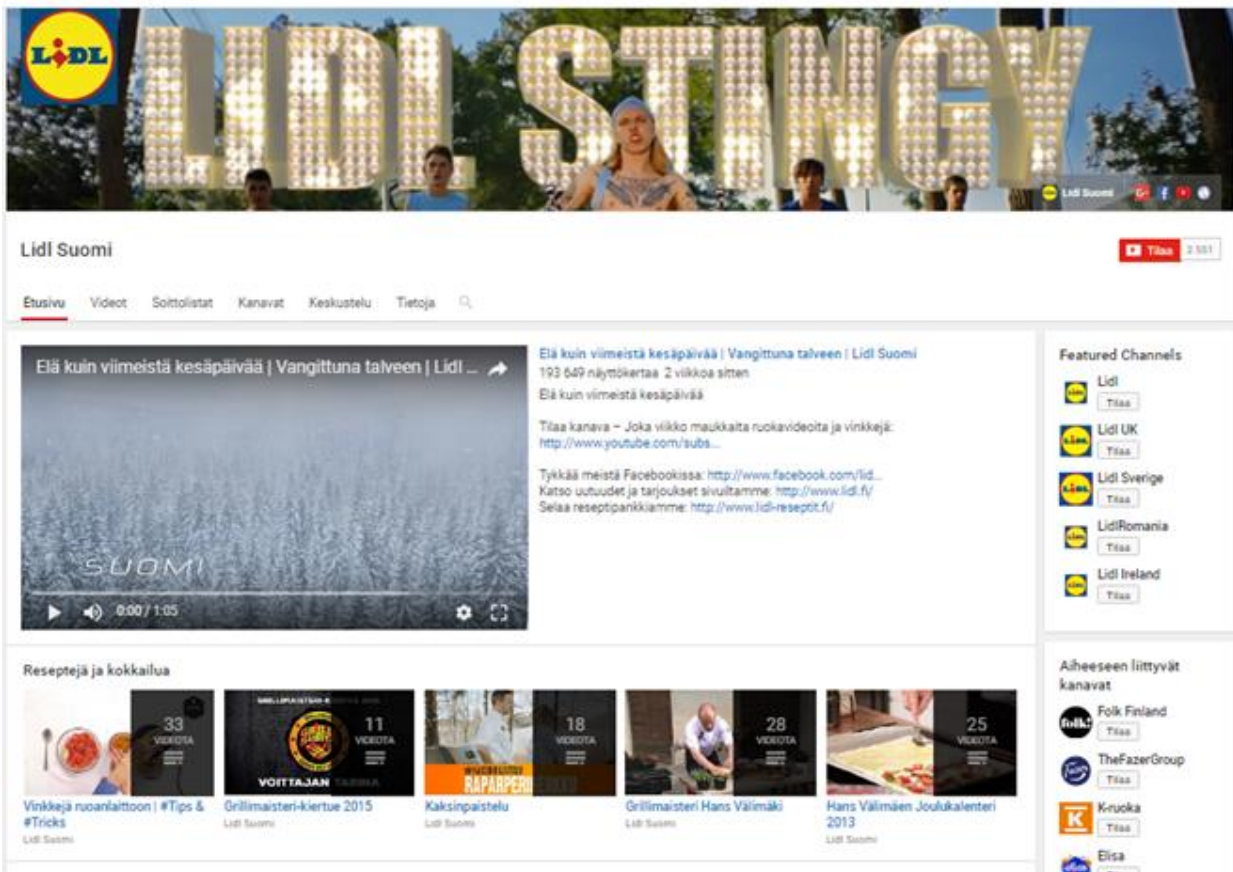 LIDL
LIDL STINGY
Lidl Suomi
Lidl Suomi
Tilaa 2 551
Etusivu Videot Soittolistat Kanavat Keskustelu Tietoja
Elä kuin viimeistä kesäpäivää | Vangittuna talveen | Lidl ...
SUOMI
0:00 / 1:05
Elä kuin viimeistä kesäpäivää | Vangittuna talveen | Lidl Suomi
193 649 näyttökertaa 2 viikkoa sitten
Elä kuin viimeistä kesäpäivää
Tilaa kanava – Joka viikko maukkaita ruokavideoita ja vinkkejä:
http://www.youtube.com/subs...
Tykkää meistä Facebookissa: http://www.facebook.com/lid...
Katso uutuudet ja tarjoukset sivuiltamme: http://www.lidl.fi/
Selaa reseptipankkiamme: http://www.lidl-reseptit.fi/
Featured Channels
Lidl
Tilaa
Lidl UK
Tilaa
Lidl Sverige
Tilaa
LidlRomania
Tilaa
Lidl Ireland
Tilaa
Reseptejä ja kokkailua
33
VIDEOTA
Vinkkejä ruoanlaittoon | #Tips &
#Tricks
Lidl Suomi
11
VIDEOTA
VOITTAJAN
Grillimaisteri-kiertue 2015
Lidl Suomi
18
VIDEOTA
RAPARPERI
Kaksinpaistelu
Lidl Suomi
28
VIDEOTA
Grillimaisteri Hans Välimäki
Lidl Suomi
25
VIDEOTA
Hans Välimäen Joulukalenteri
2013
Lidl Suomi
Aiheeseen liittyvät
kanavat
folk!
Folk Finland
Tilaa
Fazer
TheFazerGroup
Tilaa
K
K-ruoka
Tilaa
Elisa